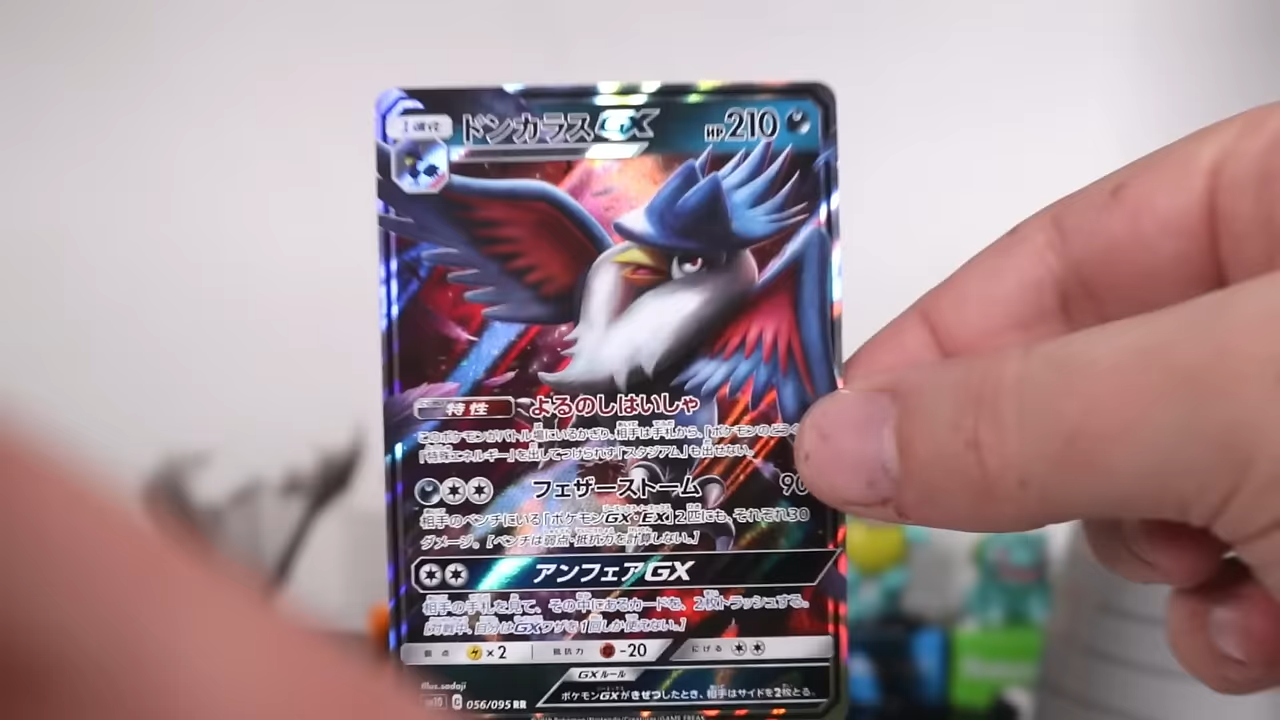 1進化 ドンカラスGX HP210
特性 よるのしはいしゃ
このポケモンがバトル場にいるかぎり、相手は手札から、「ポケモンのどうぐ
「特殊エネルギー」を出してつけられず「スタジアム」も出せない。
フェザーストーム 90
相手のベンチにいる「ポケモンGX・EX」2匹にも、それぞれ30
ダメージ。[ベンチは弱点・抵抗力を計算しない。]
アンフェアGX
相手の手札を見て、その中にあるカードを、2枚トラッシュする。
[対戦中、自分はGXワザを1回しか使えない。]
弱点 ×2 抵抗力 -20 にげる
GXルール
ポケモンGXがきぜつしたとき、相手はサイドを2枚とる。
illus.sadaji
sm10 G 056/095 RR